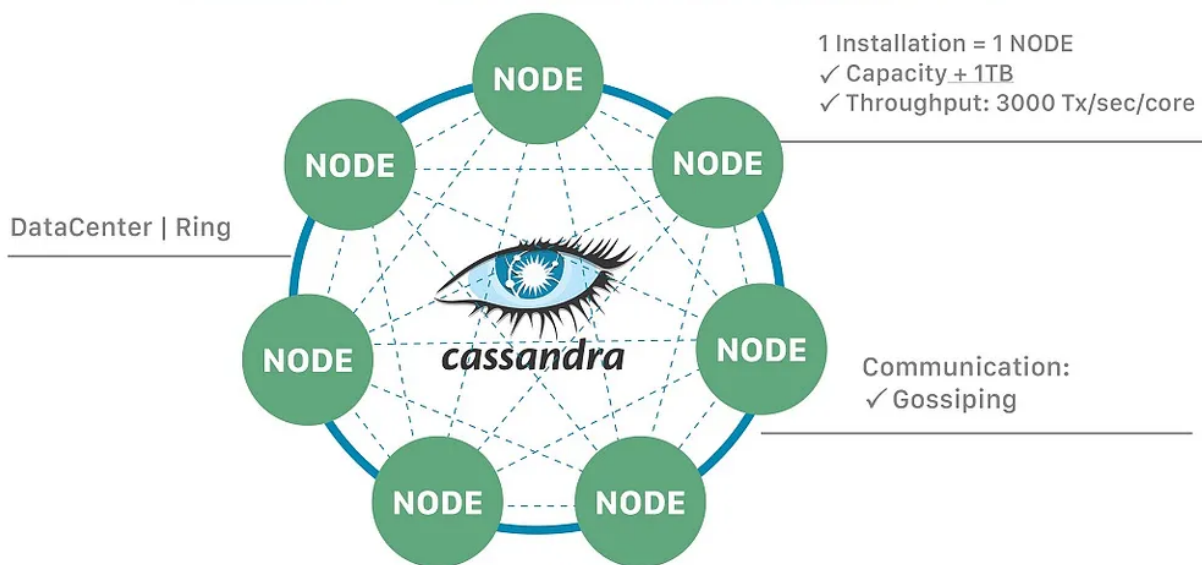 NODE
1 Installation = 1 NODE
✓ Capacity + 1TB
✓ Throughput: 3000 Tx/sec/core
NODE
NODE
DataCenter | Ring
cassandra
NODE
NODE
Communication:
✓ Gossiping
NODE
NODE